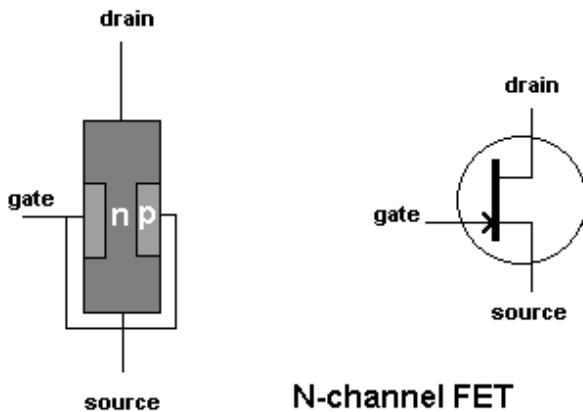 drain
gate
n p
source
drain
gate
source
N-channel FET